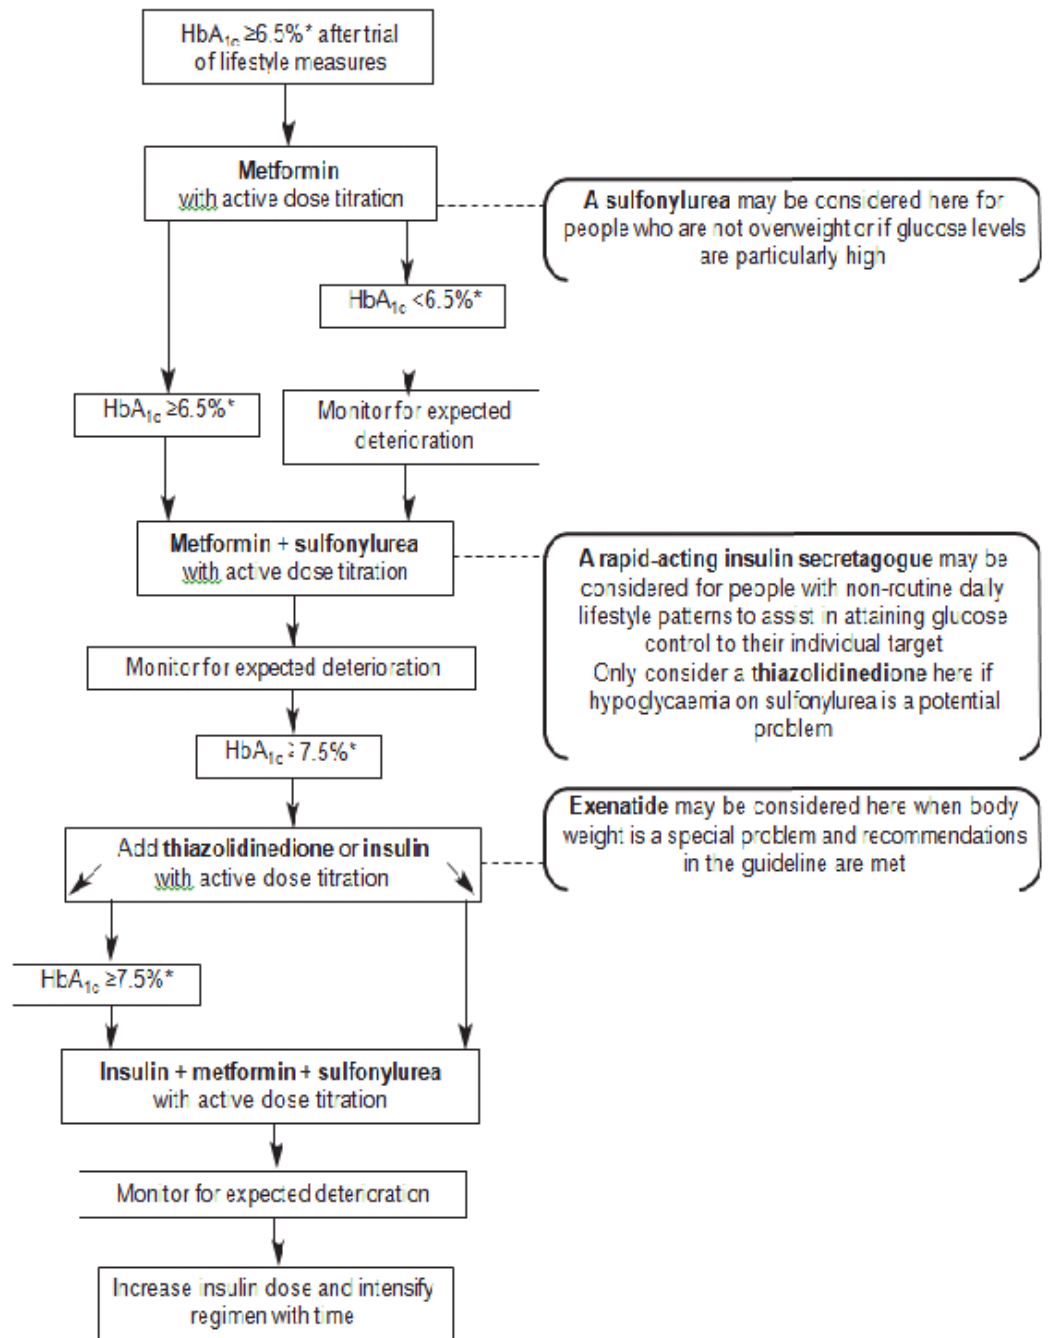 HbA1c ≥6.5%* after trial
of lifestyle measures
Metformin
with active dose titration
A sulfonylurea may be considered here for
people who are not overweight or if glucose levels
are particularly high
HbA1c <6.5%*
HbA1c ≥6.5%*
Monitor for expected
deterioration
Metformin + sulfonylurea
with active dose titration
A rapid-acting insulin secretagogue may be
considered for people with non-routine daily
lifestyle patterns to assist in attaining glucose
control to their individual target
Only consider a thiazolidinedione here if
hypoglycaemia on sulfonylurea is a potential
problem
Monitor for expected deterioration
HbA1c ≥7.5%*
Add thiazolidinedione or insulin
with active dose titration
Exenatide may be considered here when body
weight is a special problem and recommendations
in the guideline are met
HbA1c ≥7.5%*
Insulin + metformin + sulfonylurea
with active dose titration
Monitor for expected deterioration
Increase insulin dose and intensify
regimen with time